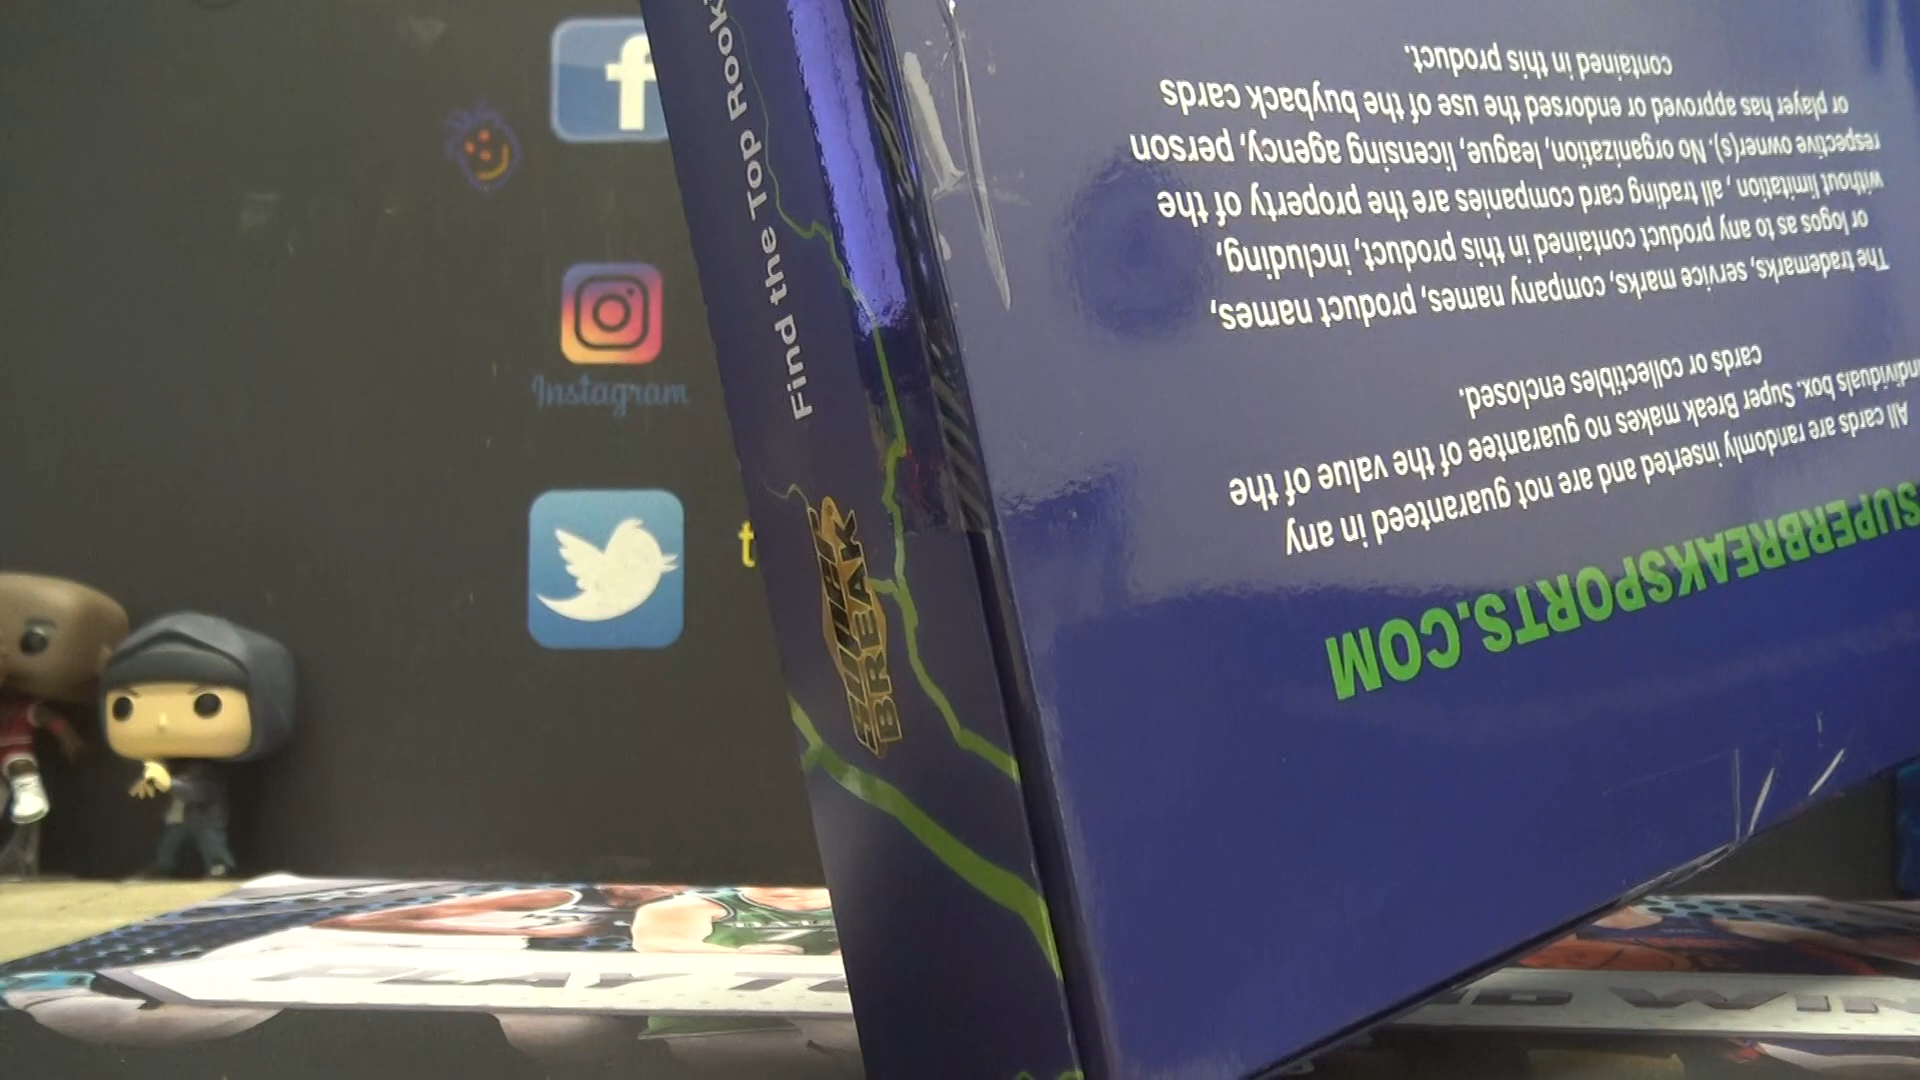 f
Instagram
t
Find the Top Rook
SUPER
BREAK
SUPERBREAKSPORTS.COM
All cards are randomly inserted and are not guaranteed in any
individuals box. Super Break makes no guarantee of the value of the
cards or collectibles enclosed.
The trademarks, service marks, company names, product names,
or logos as to any product contained in this product, including,
without limitation, all trading card companies are the property of the
respective owner(s). No organization, league, licensing agency, person
or player has approved or endorsed the use of the buyback cards
contained in this product.
PLAY
WIN